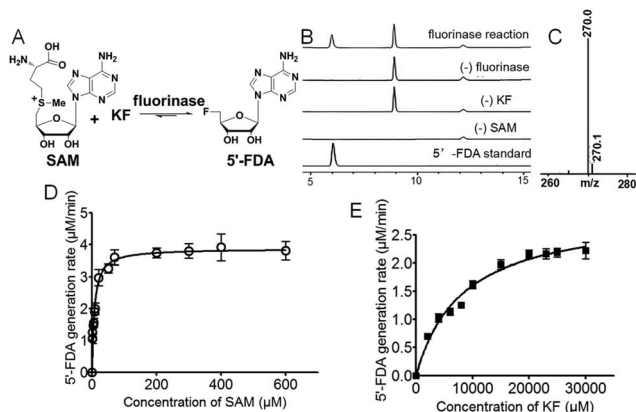 A
O
OH
H₂N
NH₂
N
N
N
N
S—Me
+
O
OH OH
SAM
+ KF
fluorinase
NH₂
N
N
N
N
F
O
OH OH
5'-FDA
B
fluorinase reaction
(-) fluorinase
(-) KF
(-) SAM
5' -FDA standard
5 10 15
C
270.0
270.1
260 m/z 280
D
5'-FDA generation rate (µM/min)
5
4
3
2
1
0
0 200 400 600
Concentration of SAM (µM)
E
5'-FDA generation rate (µM/min)
2.5
2.0
1.5
1.0
0.5
0.0
0 10000 20000 30000
Concentration of KF (µM)